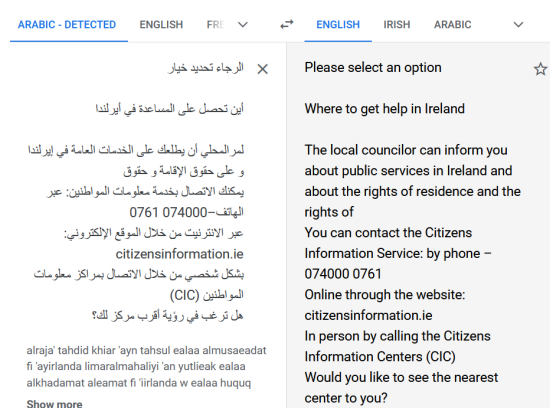 ARABIC - DETECTED ENGLISH
ENGLISH IRISH ARABIC
الرجاء تحديد خيار
أين تحصل على المساعدة في أيرلندا
لمرالمحلي أن يطلعك على الخدمات العامة في إيرلندا
و على حقوق الإقامة و حقوق
يمكنك الاتصال بخدمة معلومات المواطنين: عبر
الهاتف–074000 0761
عبر الانترنيت من خلال الموقع الإلكتروني:
citizensinformation.ie
بشكل شخصي من خلال الاتصال بمراكز معلومات
المواطنين (CIC)
هل ترغب في رؤية أقرب مركز لك؟
alraja' tahdid khiar 'ayn tahsul ealaa almusaeadat
fi 'ayirlanda limaralmahaliyi 'an yutlieak ealaa
alkhadamat aleamat fi 'iirlanda w ealaa huquq
Show more
Please select an option
Where to get help in Ireland
The local councilor can inform you
about public services in Ireland and
about the rights of residence and the
rights of
You can contact the Citizens
Information Service: by phone –
074000 0761
Online through the website:
citizensinformation.ie
In person by calling the Citizens
Information Centers (CIC)
Would you like to see the nearest
center to you?